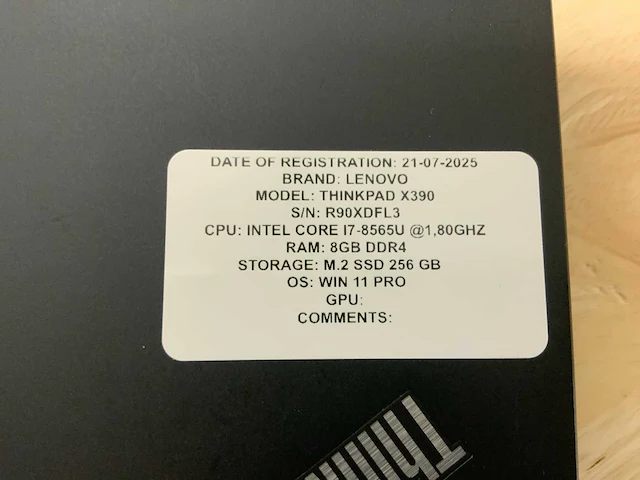 DATE OF REGISTRATION: 21-07-2025
BRAND: LENOVO
MODEL: THINKPAD X390
S/N: R90XDFL3
CPU: INTEL CORE I7-8565U @1,80GHZ
RAM: 8GB DDR4
STORAGE: M.2 SSD 256 GB
OS: WIN 11 PRO
GPU:
COMMENTS:
Think